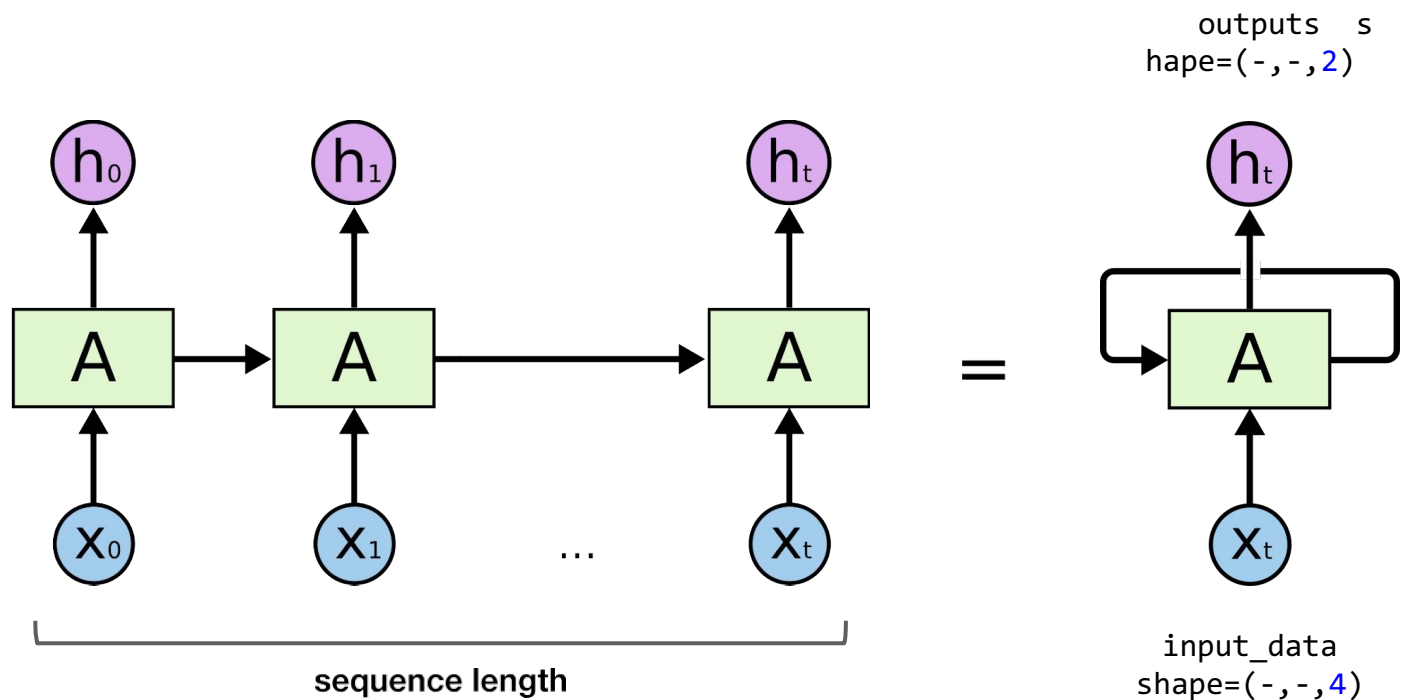 outputs s
hape=(-,-,2)
h0 h1 ht ht
A A A = A
x0 x1 ... xt xt
sequence length
input_data
shape=(-,-,4)